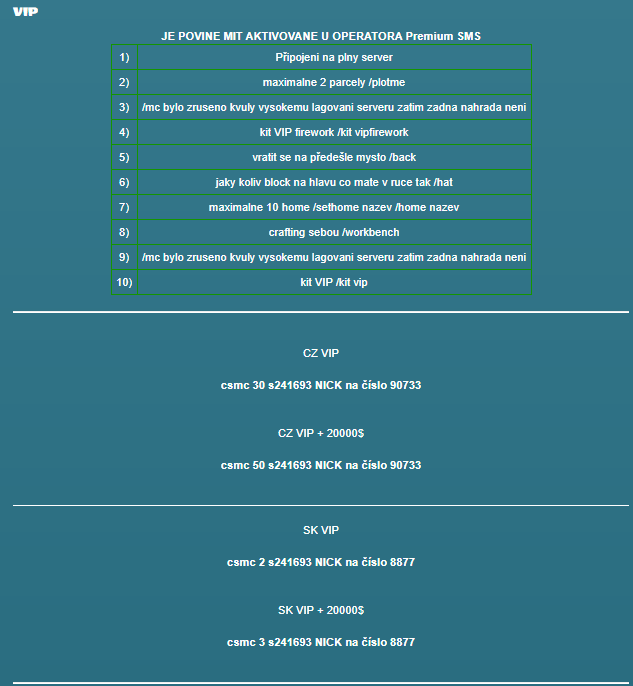 VIP
JE POVINE MIT AKTIVOVANE U OPERATORA Premium SMS
1) Připojeni na plny server
2) maximalne 2 parcely /plotme
3) /mc bylo zruseno kvuly vysokemu lagovani serveru zatim zadna nahrada neni
4) kit VIP firework /kit vipfirework
5) vratit se na předešle mysto /back
6) jaky koliv block na hlavu co mate v ruce tak /hat
7) maximalne 10 home /sethome nazev /home nazev
8) crafting sebou /workbench
9) /mc bylo zruseno kvuly vysokemu lagovani serveru zatim zadna nahrada neni
10) kit VIP /kit vip
CZ VIP
csmc 30 s241693 NICK na číslo 90733
CZ VIP + 20000$
csmc 50 s241693 NICK na číslo 90733
SK VIP
csmc 2 s241693 NICK na číslo 8877
SK VIP + 20000$
csmc 3 s241693 NICK na číslo 8877